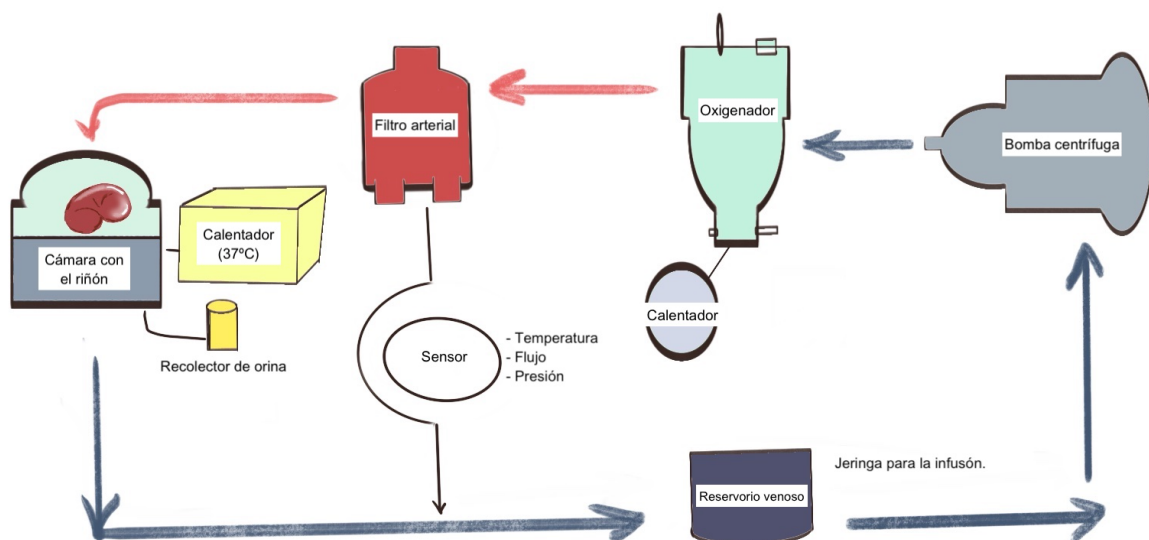 Filtro arterial
Oxigenador
Bomba centrífuga
Calentador
(37ºC)
Cámara con
el riñón
Calentador
Recolector de orina
Sensor
- Temperatura
- Flujo
- Presión
Jeringa para la infusón.
Reservorio venoso